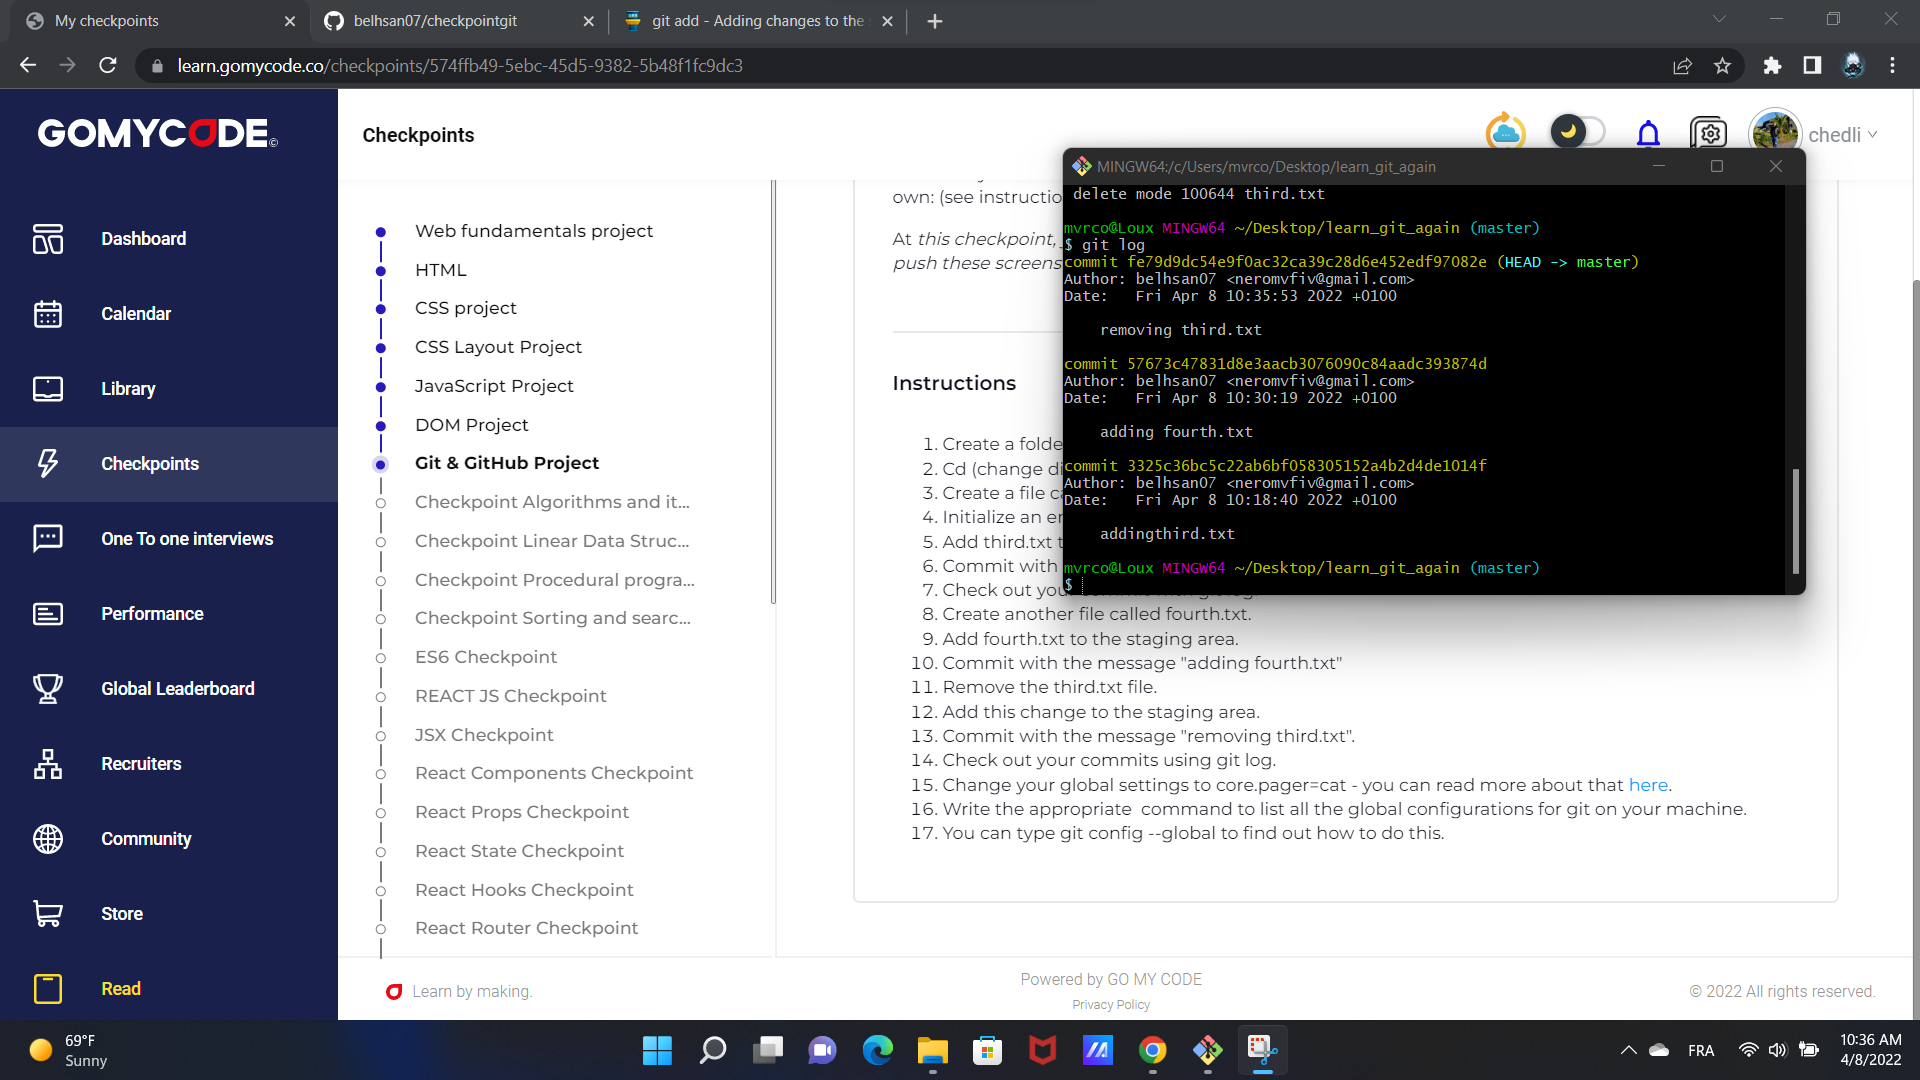 My checkpoints
belhsan07/checkpointgit
git add - Adding changes to the
learn.gomycode.co/checkpoints/574ffb49-5ebc-45d5-9382-5b48f1fc9dc3
GOMYCODE©
Dashboard
Calendar
Library
Checkpoints
One To one interviews
Performance
Global Leaderboard
Recruiters
Community
Store
Read
Checkpoints
chedli
Web fundamentals project
HTML
CSS project
CSS Layout Project
JavaScript Project
DOM Project
Git & GitHub Project
Checkpoint Algorithms and it...
Checkpoint Linear Data Struc...
Checkpoint Procedural progra...
Checkpoint Sorting and searc...
ES6 Checkpoint
REACT JS Checkpoint
JSX Checkpoint
React Components Checkpoint
React Props Checkpoint
React State Checkpoint
React Hooks Checkpoint
React Router Checkpoint
own: (see instructio
At this checkpoint,
push these screens
Instructions
1. Create a folde
2. Cd (change di
3. Create a file ca
4. Initialize an er
5. Add third.txt t
6. Commit with
7. Check out you
8. Create another file called fourth.txt.
9. Add fourth.txt to the staging area.
10. Commit with the message "adding fourth.txt"
11. Remove the third.txt file.
12. Add this change to the staging area.
13. Commit with the message "removing third.txt".
14. Check out your commits using git log.
15. Change your global settings to core.pager=cat - you can read more about that here.
16. Write the appropriate  command to list all the global configurations for git on your machine.
17. You can type git config --global to find out how to do this.
MINGW64:/c/Users/mvrco/Desktop/learn_git_again
delete mode 100644 third.txt
mvrco@Loux MINGW64 ~/Desktop/learn_git_again (master)
$ git log
commit fe79d9dc54e9f0ac32ca39c28d6e452edf97082e (HEAD -> master)
Author: belhsan07 <neromvfiv@gmail.com>
Date:   Fri Apr 8 10:35:53 2022 +0100
removing third.txt
commit 57673c47831d8e3aacb3076090c84aadc393874d
Author: belhsan07 <neromvfiv@gmail.com>
Date:   Fri Apr 8 10:30:19 2022 +0100
adding fourth.txt
commit 3325c36bc5c22ab6bf058305152a4b2d4de1014f
Author: belhsan07 <neromvfiv@gmail.com>
Date:   Fri Apr 8 10:18:40 2022 +0100
addingthird.txt
mvrco@Loux MINGW64 ~/Desktop/learn_git_again (master)
$
Learn by making.
Powered by GO MY CODE
Privacy Policy
© 2022 All rights reserved.
69°F
Sunny
FRA
10:36 AM
4/8/2022